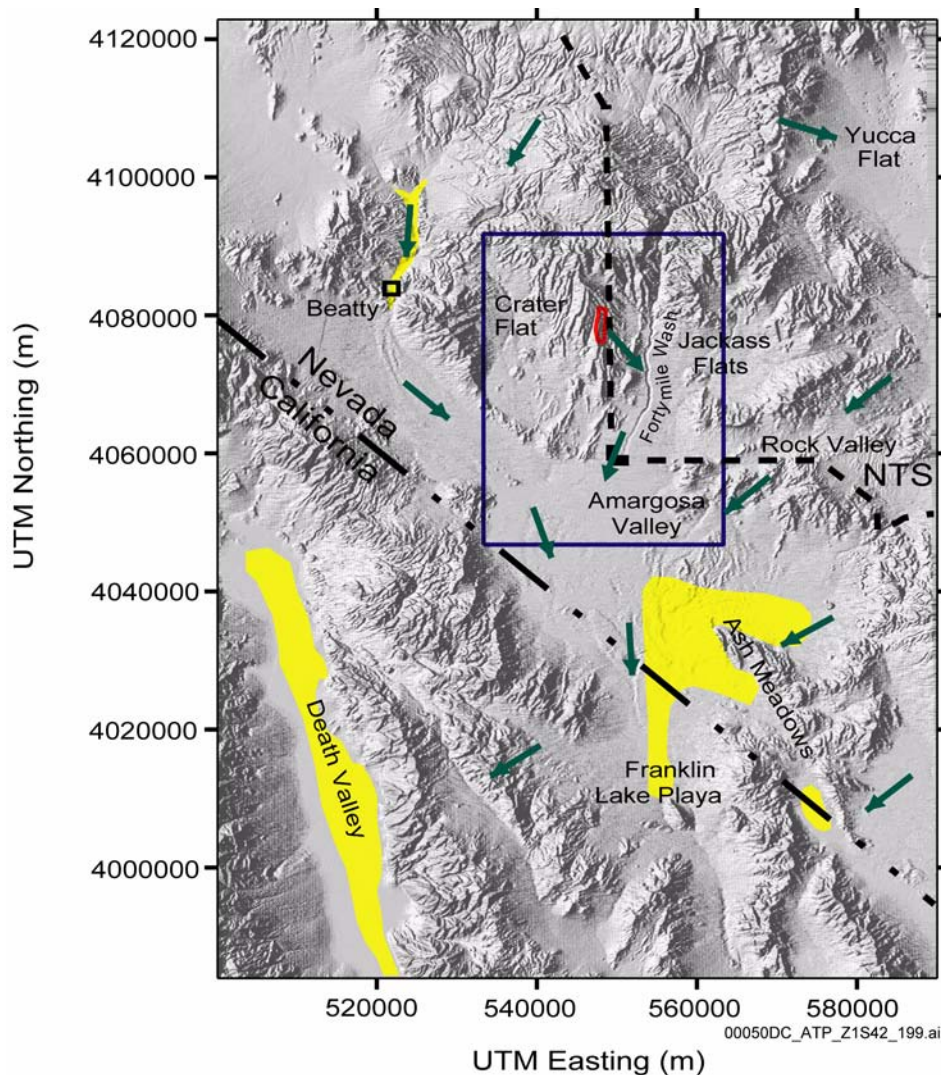 4120000
4100000
4080000
4060000
4040000
4020000
4000000
UTM Northing (m)
Yucca
Flat
Beatty
Crater
Flat
Jackass
Flats
Fortymile Wash
Nevada
California
Rock Valley
NTS
Amargosa
Valley
Ash Meadows
Death Valley
Franklin
Lake Playa
520000
540000
560000
580000
00050DC_ATP_Z1S42_199.ai
UTM Easting (m)